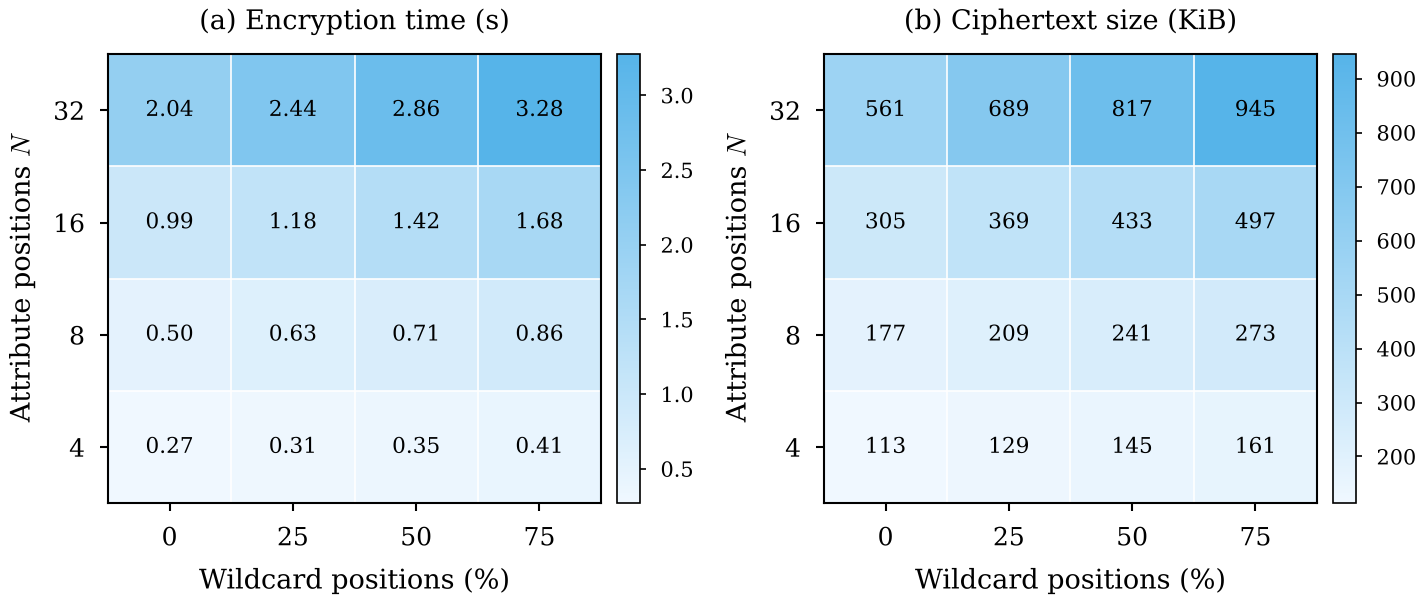 (a) Encryption time (s)
Attribute positions N
32 2.04 2.44 2.86 3.28
16 0.99 1.18 1.42 1.68
8 0.50 0.63 0.71 0.86
4 0.27 0.31 0.35 0.41
0 25 50 75
Wildcard positions (%)
3.0
2.5
2.0
1.5
1.0
0.5
(b) Ciphertext size (KiB)
Attribute positions N
32 561 689 817 945
16 305 369 433 497
8 177 209 241 273
4 113 129 145 161
0 25 50 75
Wildcard positions (%)
900
800
700
600
500
400
300
200